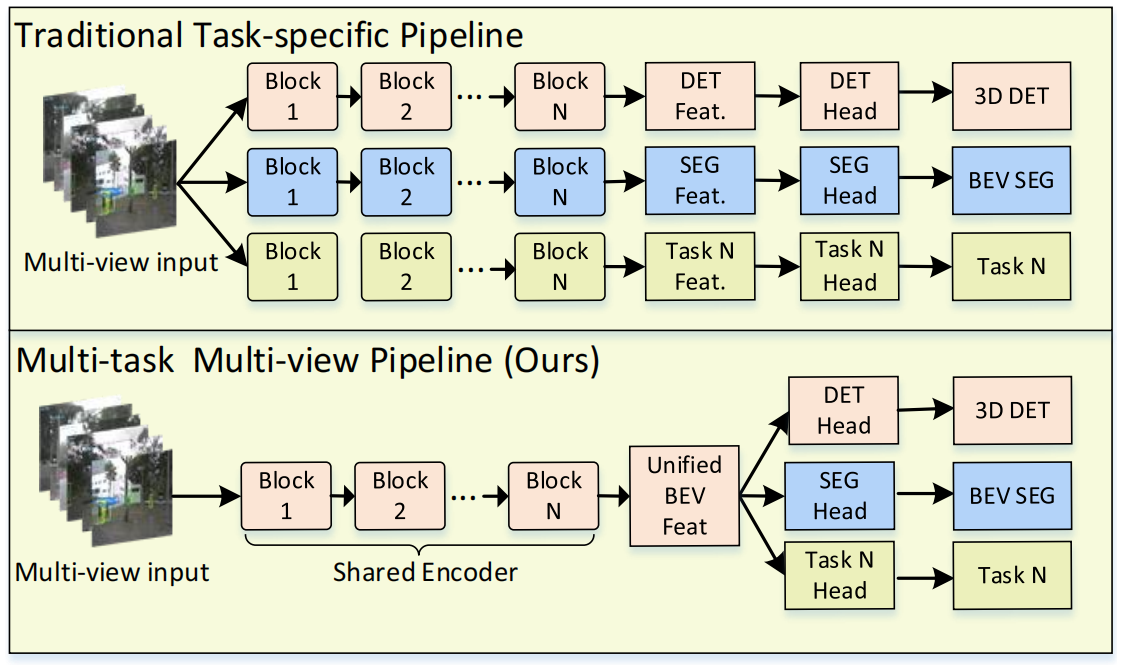 Traditional Task-specific Pipeline
Block
1
Block
2
...
Block
N
DET
Feat.
DET
Head
3D DET
Block
1
Block
2
...
Block
N
SEG
Feat.
SEG
Head
BEV SEG
Multi-view input
Block
1
Block
2
...
Block
N
Task N
Feat.
Task N
Head
Task N
Multi-task Multi-view Pipeline (Ours)
Multi-view input
Block
1
Block
2
...
Block
N
Shared Encoder
Unified
BEV
Feat
DET
Head
3D DET
SEG
Head
BEV SEG
Task N
Head
Task N